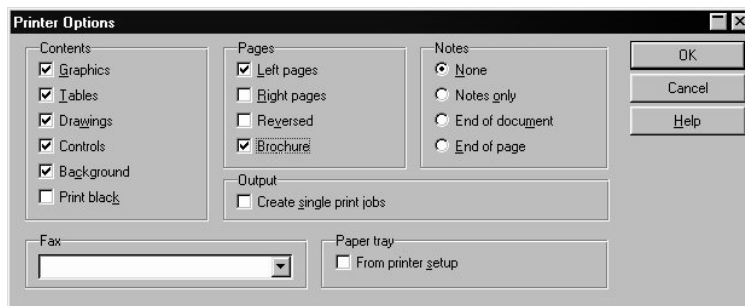 Printer Options
Contents
Graphics
Tables
Drawings
Controls
Background
Print black
Pages
Left pages
Right pages
Reversed
Brochure
Notes
None
Notes only
End of document
End of page
OK
Cancel
Help
Output
Create single print jobs
Fax
Paper tray
From printer setup